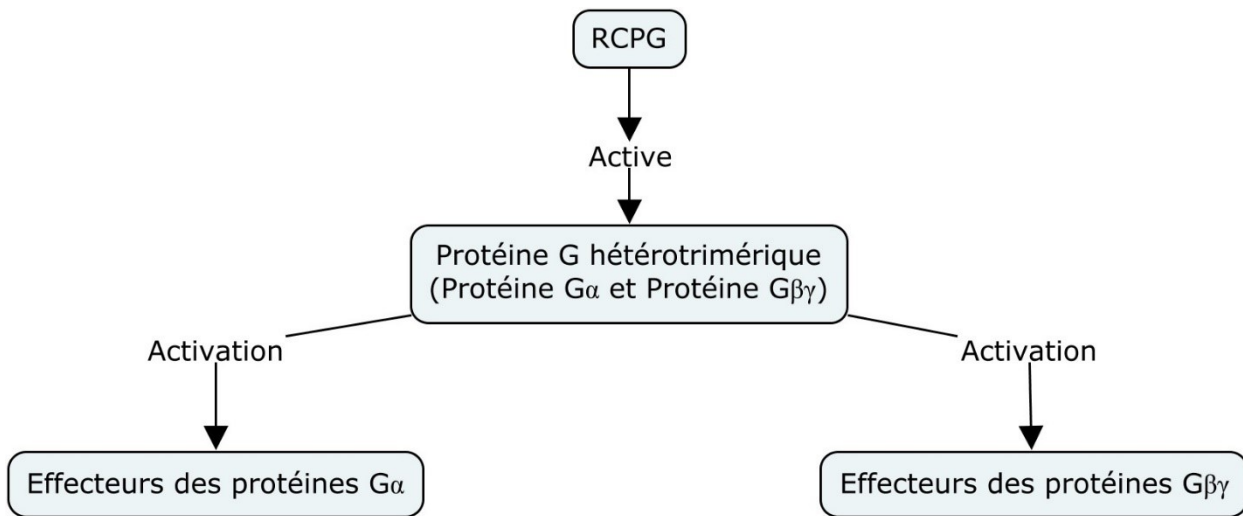 RCPG
Active
Protéine G hétérotrimérique
(Protéine Gα et Protéine Gβγ)
Activation
Activation
Effecteurs des protéines Gα
Effecteurs des protéines Gβγ